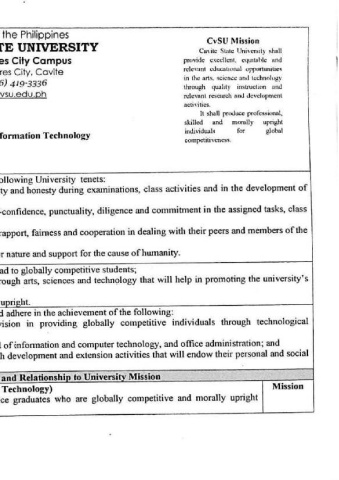 the Philippines
TE UNIVERSITY
es City Campus
res City, Cavite
6) 419-3336
vsu.edu.ph
formation Technology
CvSU Mission
Cavite State University shall
provide excellent, equitable and
relevant educational opportunities
in the arts, science and technology
through quality instruction and
relevant research and development
activities.
It shall produce professional,
skilled and morally upright
individuals for global
competitiveness.
ollowing University tenets:
ty and honesty during examinations, class activities and in the development of
-confidence, punctuality, diligence and commitment in the assigned tasks, class
rapport, fairness and cooperation in dealing with their peers and members of the
r nature and support for the cause of humanity.
ad to globally competitive students;
rough arts, sciences and technology that will help in promoting the university's
upright.
d adhere in the achievement of the following:
vision in providing globally competitive individuals through technological
l of information and computer technology, and office administration; and
h development and extension activities that will endow their personal and social
and Relationship to University Mission
Technology) Mission
ce graduates who are globally competitive and morally upright